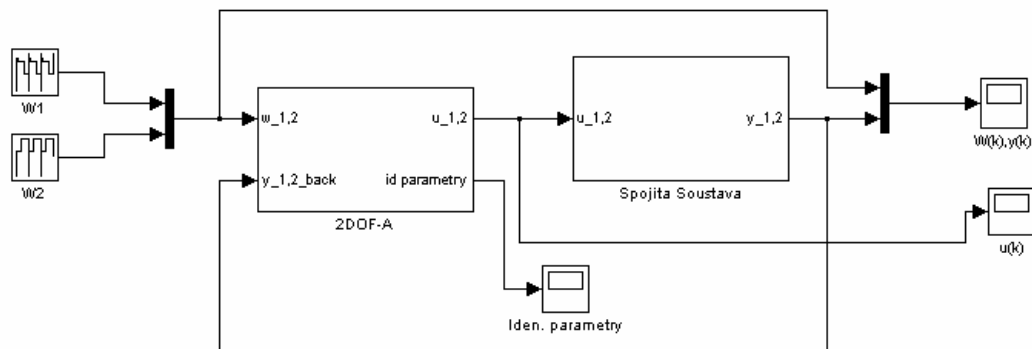 W1
W2
w_1,2
y_1,2_back
u_1,2
id parametry
2DOF-A
u_1,2
y_1,2
Spojita Soustava
W(k),y(k)
u(k)
Iden. parametry